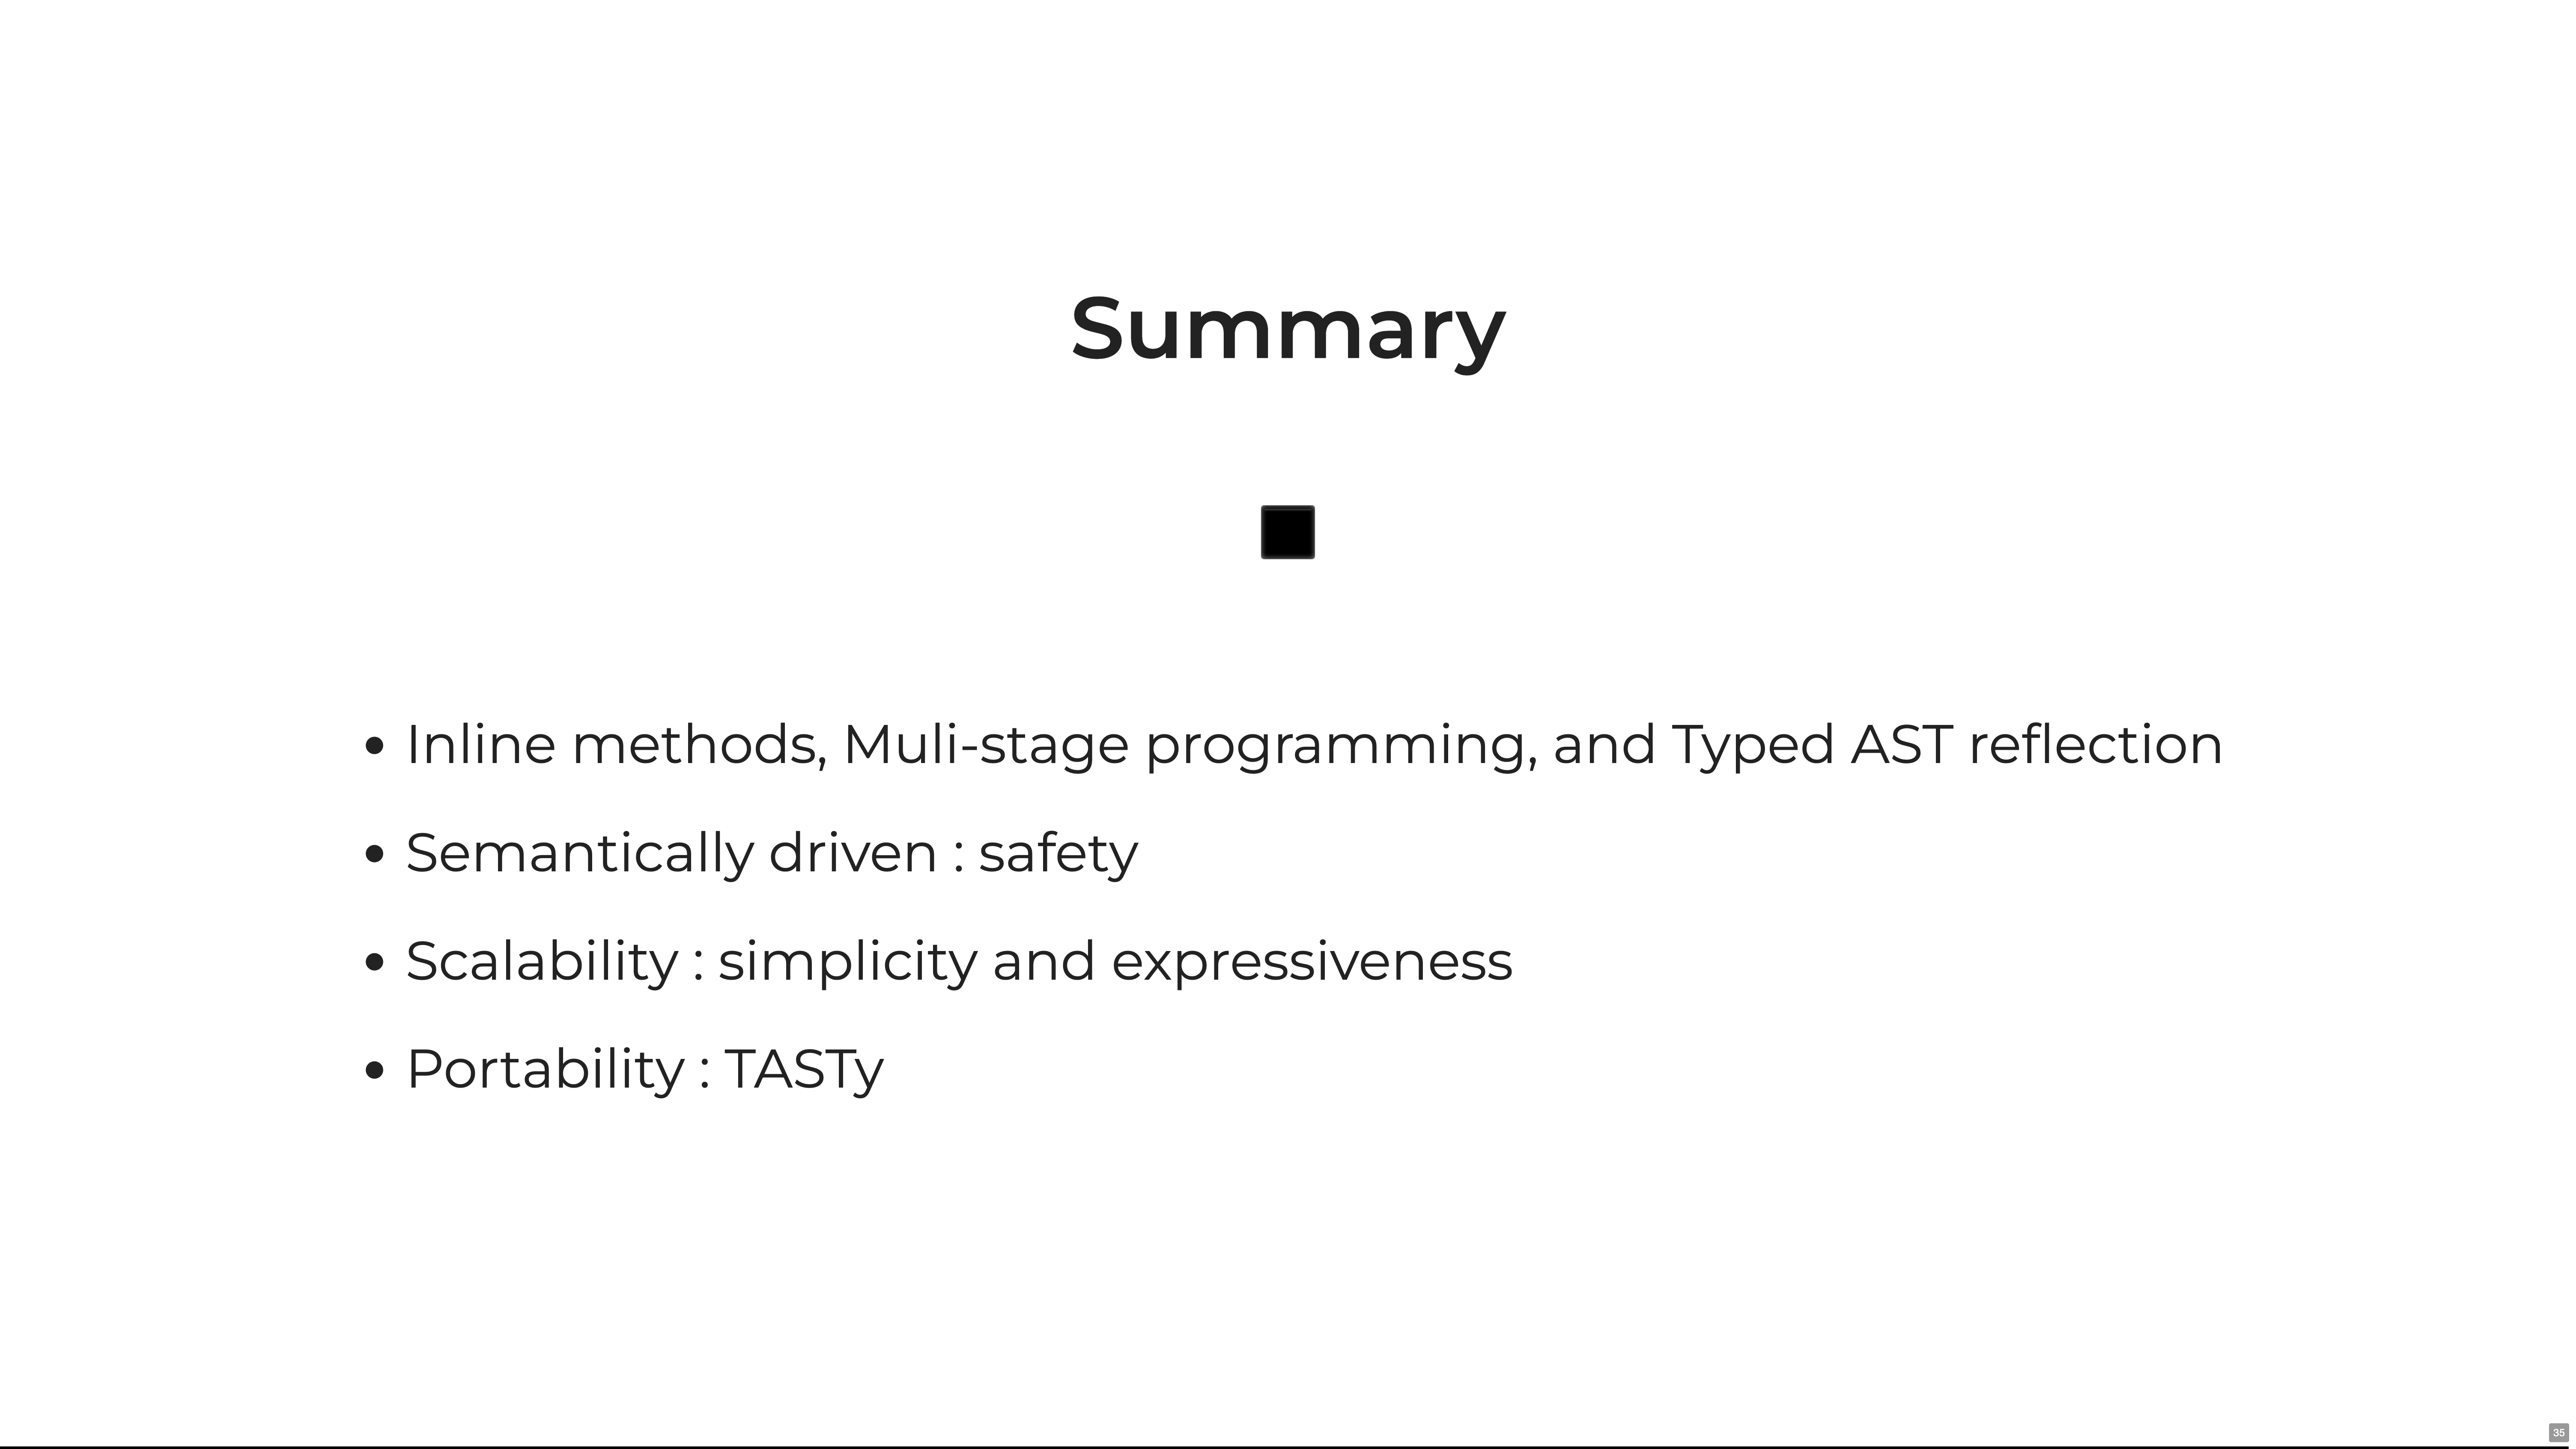 Summary
• Inline methods, Muli-stage programming, and Typed AST reflection
• Semantically driven : safety
• Scalability : simplicity and expressiveness
• Portability : TASTy
35